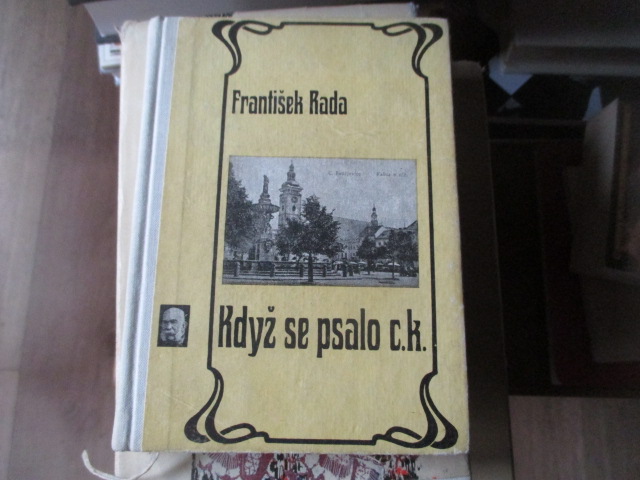 František Rada
Když se psalo c.k.